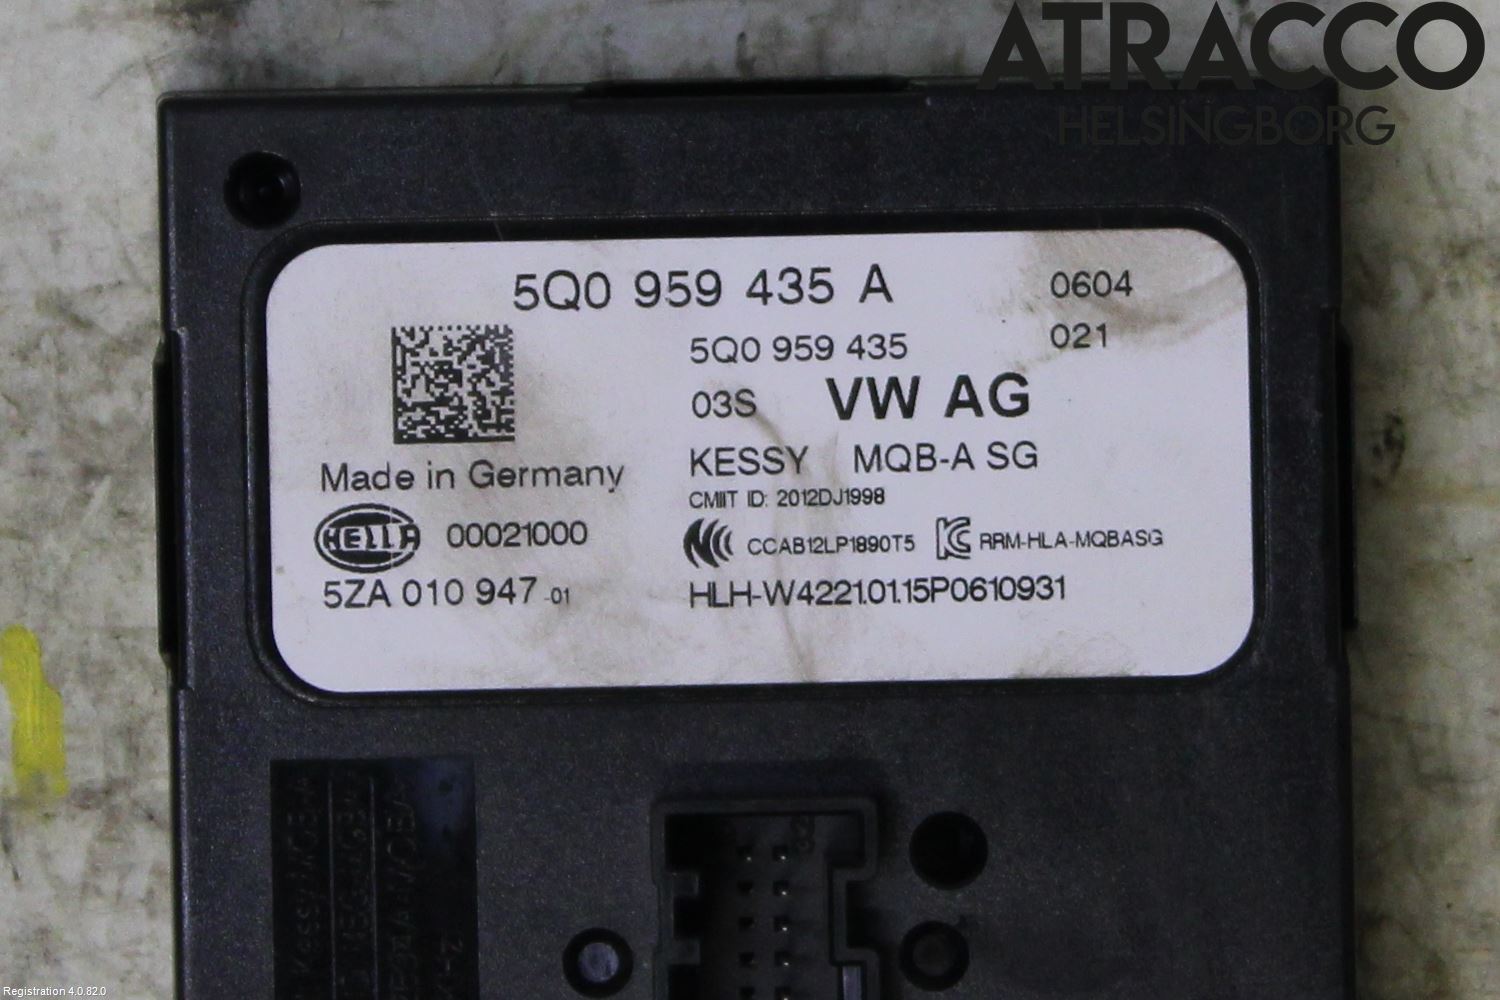 ATRACCO
HELSINGBORG
5Q0 959 435 A
0604
5Q0 959 435
021
03S VW AG
KESSY MQB-A SG
Made in Germany
CMIIT ID: 2012DJ1998
HELLA 00021000
CCAB12LP1890T5
RRM-HLA-MQBASG
5ZA 010 947 -01
HLH-W4221.01.15P0610931
32
Registration 4.0.82.0